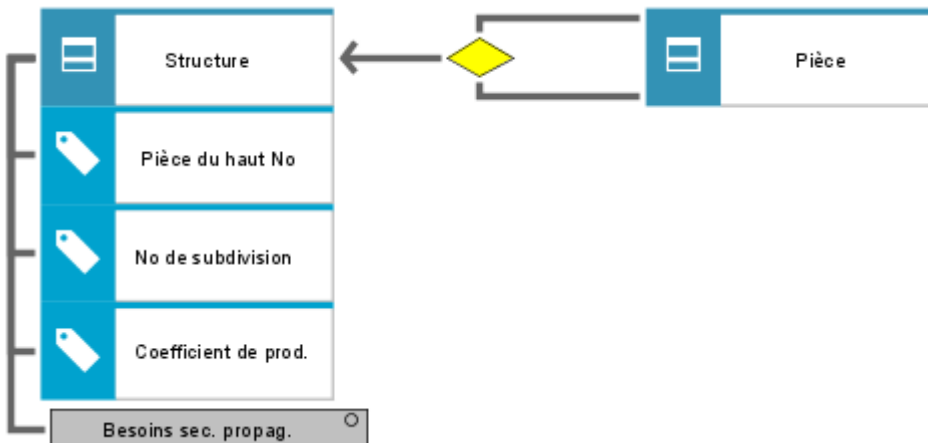 Structure
Pièce
Pièce du haut No
No de subdivision
Coefficient de prod.
Besoins sec. propag.